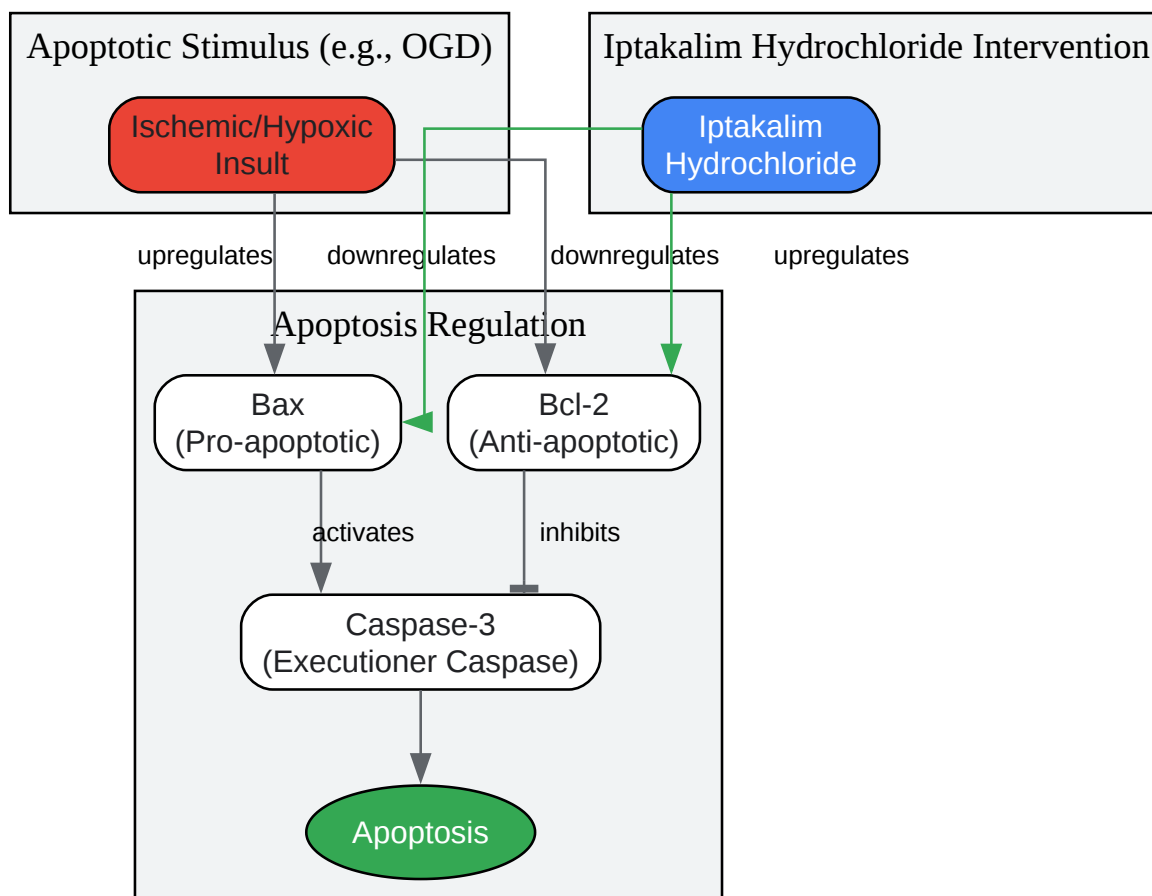 Apoptotic Stimulus (e.g., OGD)
Iptakalim Hydrochloride Intervention
Ischemic/Hypoxic
Insult
Iptakalim
Hydrochloride
upregulates
downregulates
downregulates
upregulates
Apoptosis Regulation
Bax
(Pro-apoptotic)
Bcl-2
(Anti-apoptotic)
activates
inhibits
Caspase-3
(Executioner Caspase)
Apoptosis